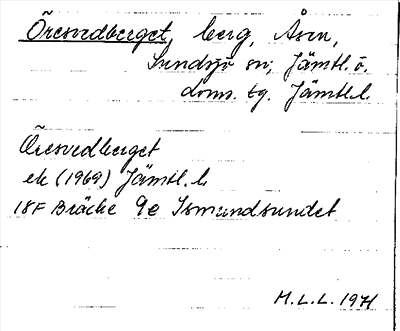 Öresvedberget, berg, Åsen,
Sundsjö sn; Jämtl. ö.
doms. tg. Jämtl.l.
Öresvedberget
ek (1969) Jämtl. l.
18F Bräcke 9e Ismundsundet
M.L.L. 1971